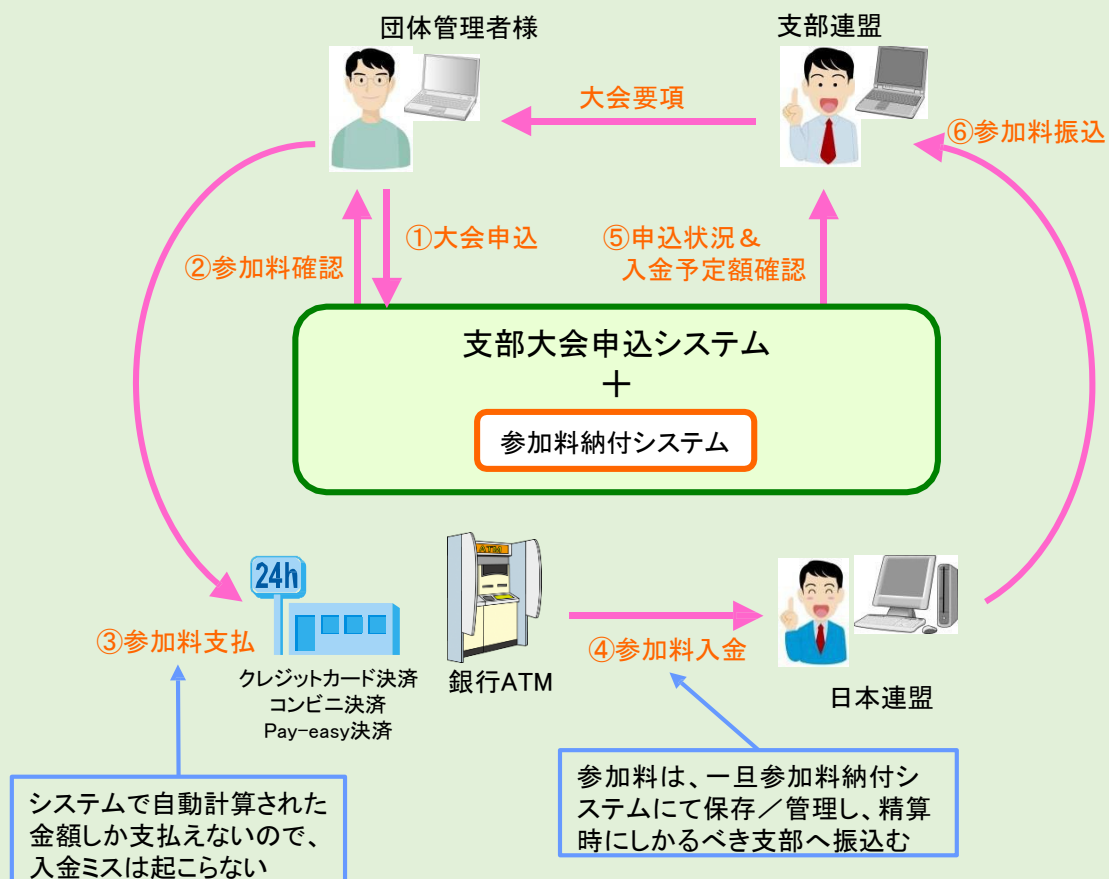 団体管理者様
支部連盟
大会要項
⑥参加料振込
①大会申込
②参加料確認
⑤申込状況＆
入金予定額確認
支部大会申込システム
＋
参加料納付システム
24h
ATM
③参加料支払
④参加料入金
クレジットカード決済
コンビニ決済
Pay-easy決済
銀行ATM
日本連盟
システムで自動計算された
金額しか支払えないので、
入金ミスは起こらない
参加料は、一旦参加料納付シ
ステムにて保存／管理し、精算
時にしかるべき支部へ振込む